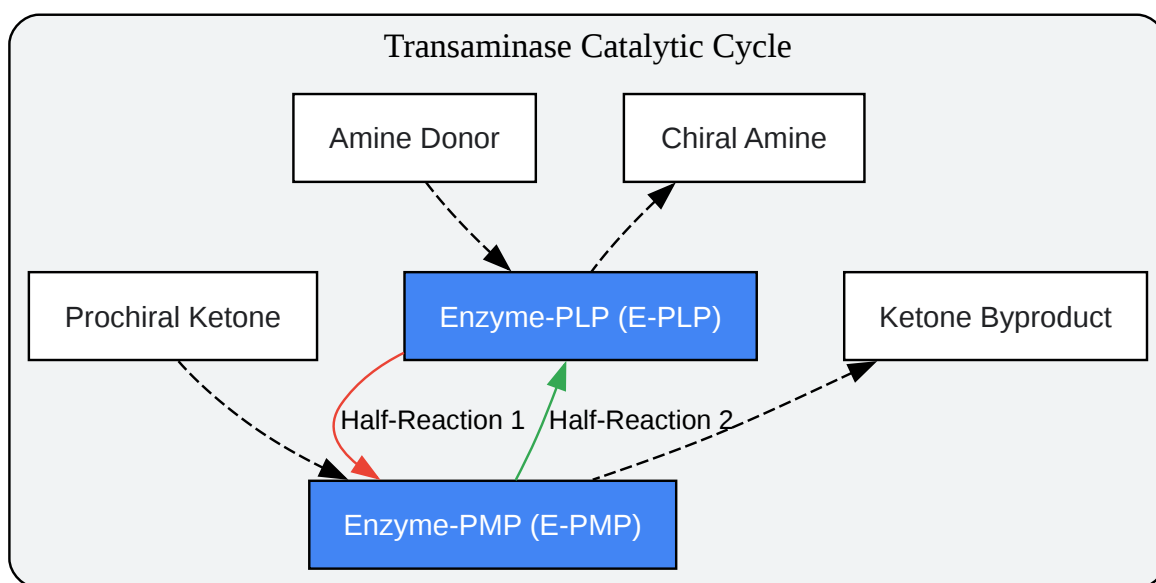 Transaminase Catalytic Cycle
Amine Donor
Chiral Amine
Prochiral Ketone
Enzyme-PLP (E-PLP)
Ketone Byproduct
Half-Reaction 1
Half-Reaction 2
Enzyme-PMP (E-PMP)